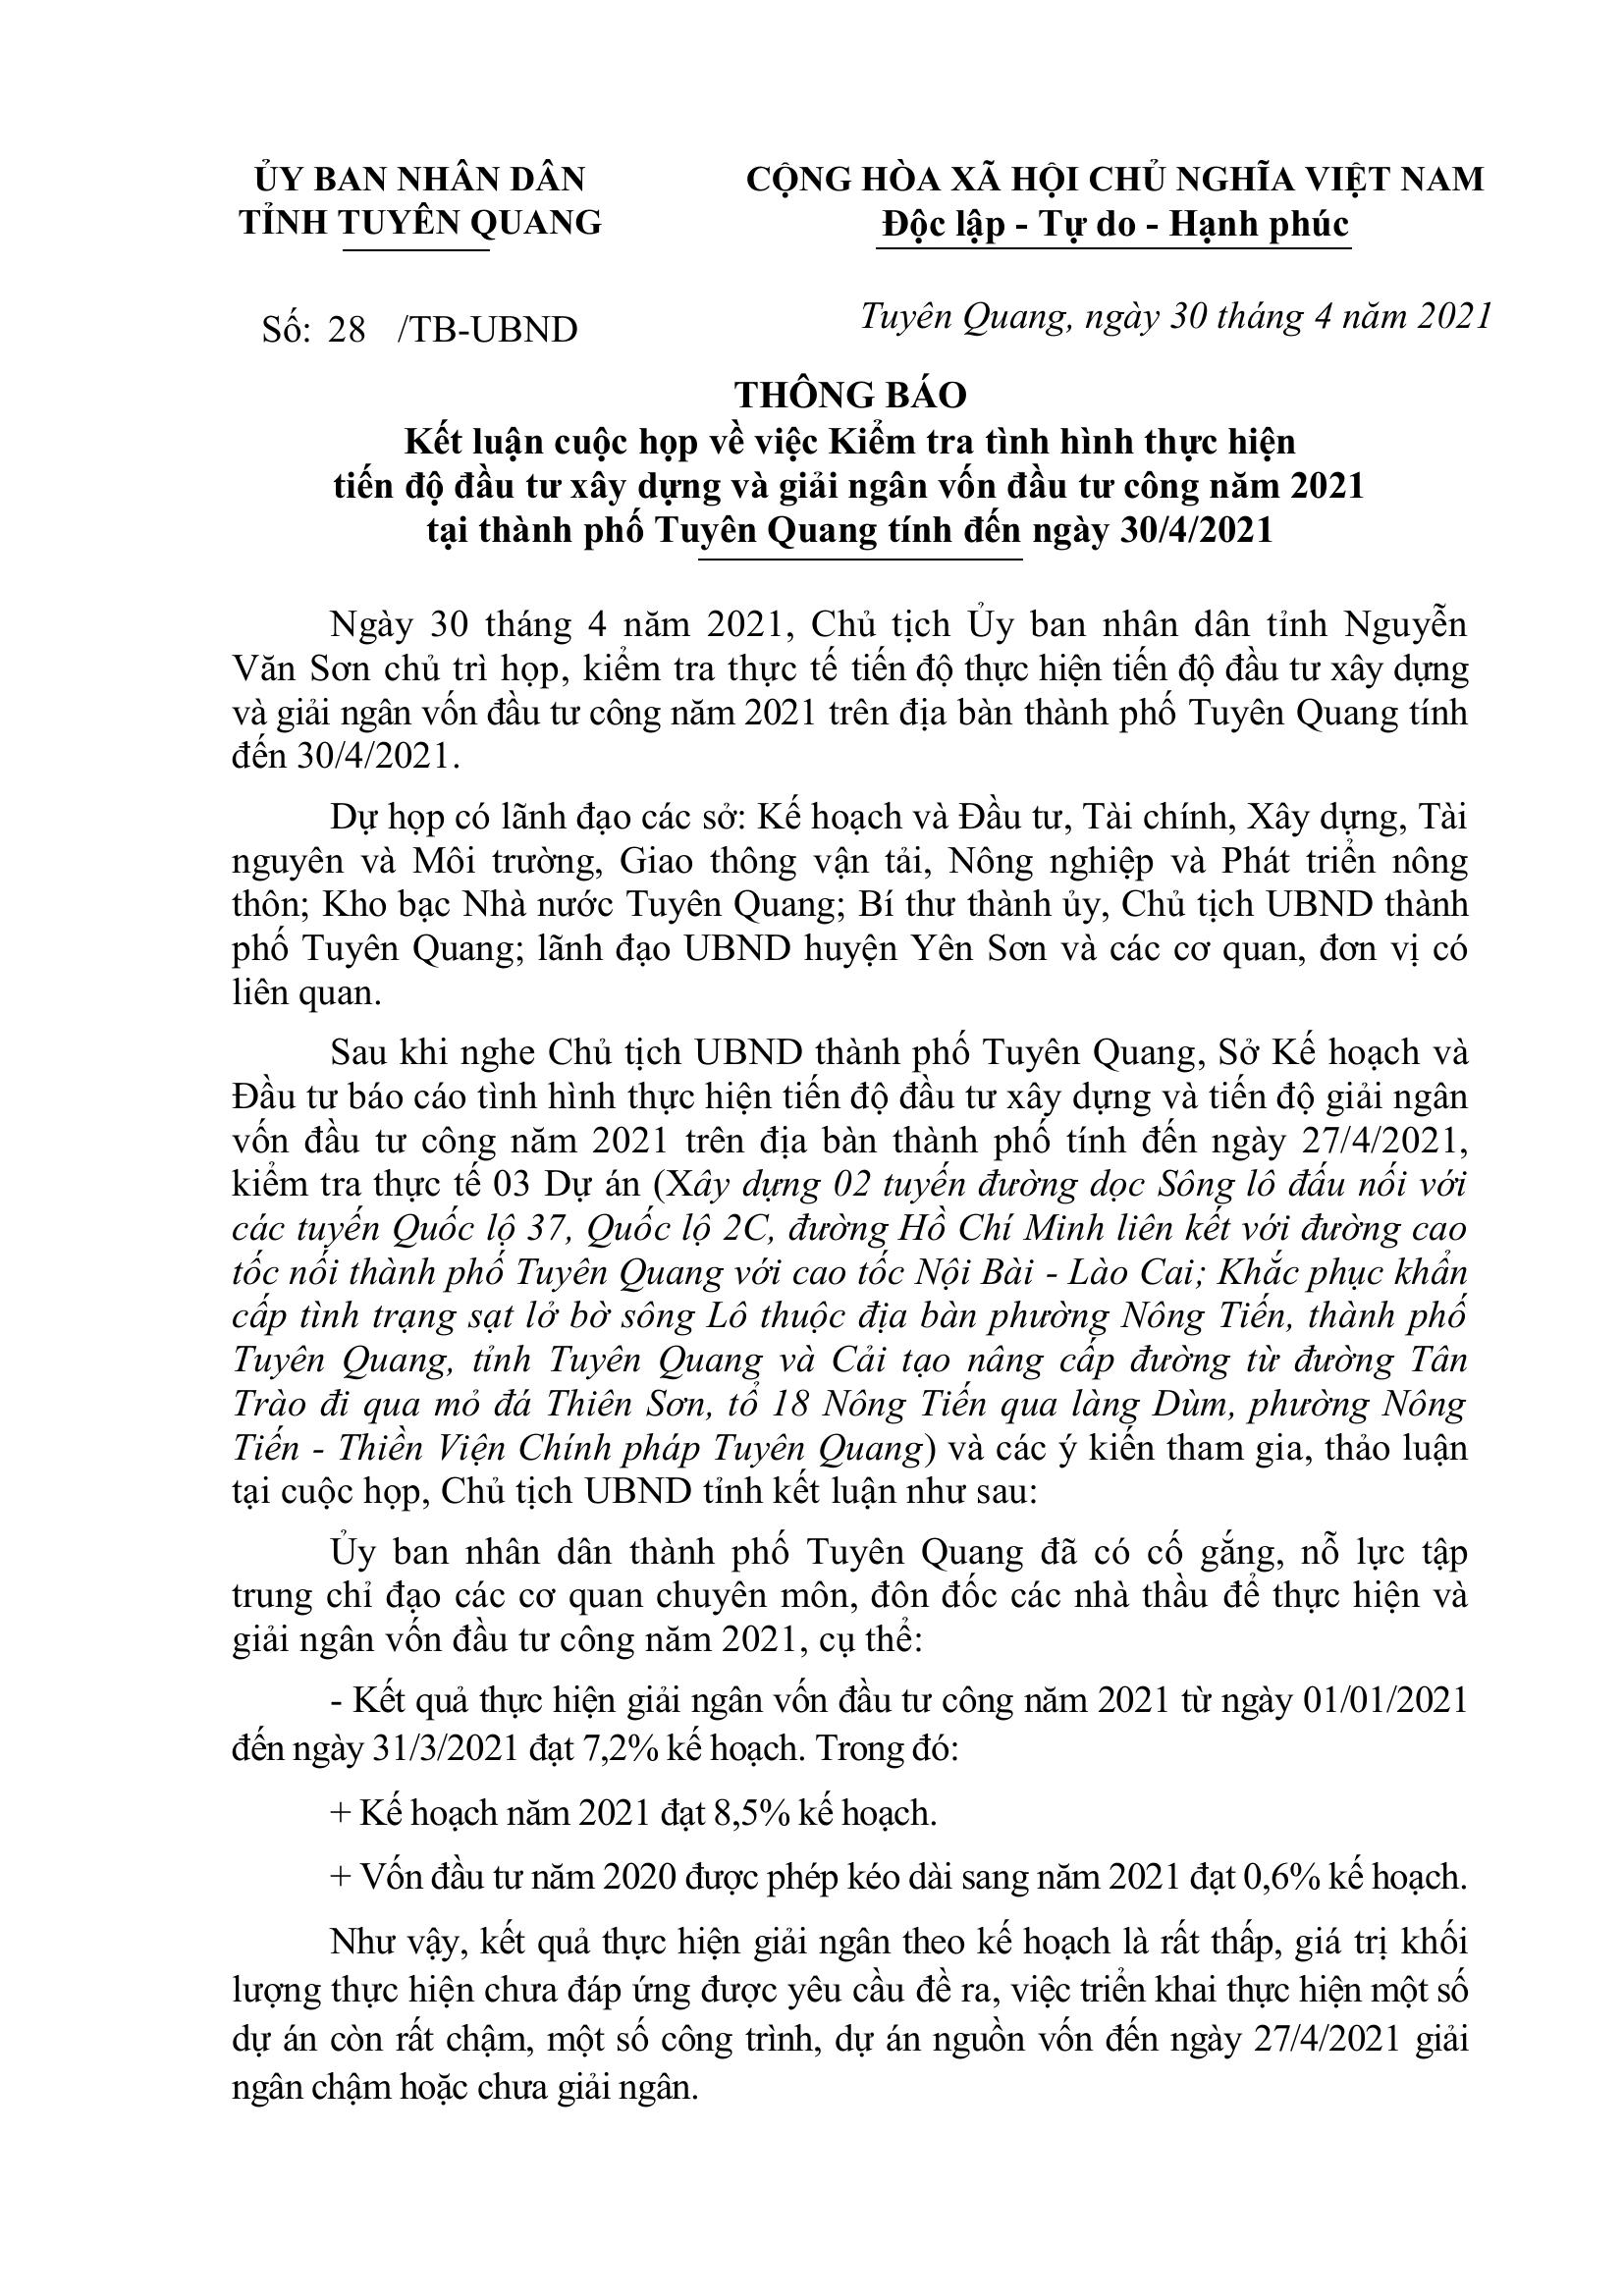 ỦY BAN NHÂN DÂN
TỈNH TUYÊN QUANG
CỘNG HÒA XÃ HỘI CHỦ NGHĨA VIỆT NAM
Độc lập - Tự do - Hạnh phúc
Số: 28 /TB-UBND
Tuyên Quang, ngày 30 tháng 4 năm 2021
THÔNG BÁO
Kết luận cuộc họp về việc Kiểm tra tình hình thực hiện
tiến độ đầu tư xây dựng và giải ngân vốn đầu tư công năm 2021
tại thành phố Tuyên Quang tính đến ngày 30/4/2021
Ngày 30 tháng 4 năm 2021, Chủ tịch Ủy ban nhân dân tỉnh Nguyễn
Văn Sơn chủ trì họp, kiểm tra thực tế tiến độ thực hiện tiến độ đầu tư xây dựng
và giải ngân vốn đầu tư công năm 2021 trên địa bàn thành phố Tuyên Quang tính
đến 30/4/2021.
Dự họp có lãnh đạo các sở: Kế hoạch và Đầu tư, Tài chính, Xây dựng, Tài
nguyên và Môi trường, Giao thông vận tải, Nông nghiệp và Phát triển nông
thôn; Kho bạc Nhà nước Tuyên Quang; Bí thư thành ủy, Chủ tịch UBND thành
phố Tuyên Quang; lãnh đạo UBND huyện Yên Sơn và các cơ quan, đơn vị có
liên quan.
Sau khi nghe Chủ tịch UBND thành phố Tuyên Quang, Sở Kế hoạch và
Đầu tư báo cáo tình hình thực hiện tiến độ đầu tư xây dựng và tiến độ giải ngân
vốn đầu tư công năm 2021 trên địa bàn thành phố tính đến ngày 27/4/2021,
kiểm tra thực tế 03 Dự án (Xây dựng 02 tuyến đường dọc Sông lô đấu nối với
các tuyến Quốc lộ 37, Quốc lộ 2C, đường Hồ Chí Minh liên kết với đường cao
tốc nối thành phố Tuyên Quang với cao tốc Nội Bài - Lào Cai; Khắc phục khẩn
cấp tình trạng sạt lở bờ sông Lô thuộc địa bàn phường Nông Tiến, thành phố
Tuyên Quang, tỉnh Tuyên Quang và Cải tạo nâng cấp đường từ đường Tân
Trào đi qua mỏ đá Thiên Sơn, tổ 18 Nông Tiến qua làng Dùm, phường Nông
Tiến - Thiền Viện Chính pháp Tuyên Quang) và các ý kiến tham gia, thảo luận
tại cuộc họp, Chủ tịch UBND tỉnh kết luận như sau:
Ủy ban nhân dân thành phố Tuyên Quang đã có cố gắng, nỗ lực tập
trung chỉ đạo các cơ quan chuyên môn, đôn đốc các nhà thầu để thực hiện và
giải ngân vốn đầu tư công năm 2021, cụ thể:
- Kết quả thực hiện giải ngân vốn đầu tư công năm 2021 từ ngày 01/01/2021
đến ngày 31/3/2021 đạt 7,2% kế hoạch. Trong đó:
+ Kế hoạch năm 2021 đạt 8,5% kế hoạch.
+ Vốn đầu tư năm 2020 được phép kéo dài sang năm 2021 đạt 0,6% kế hoạch.
Như vậy, kết quả thực hiện giải ngân theo kế hoạch là rất thấp, giá trị khối
lượng thực hiện chưa đáp ứng được yêu cầu đề ra, việc triển khai thực hiện một số
dự án còn rất chậm, một số công trình, dự án nguồn vốn đến ngày 27/4/2021 giải
ngân chậm hoặc chưa giải ngân.